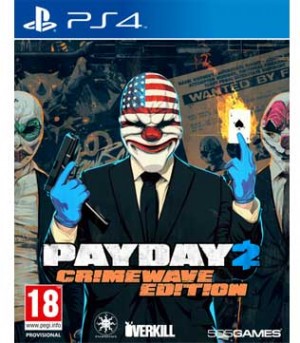 PS4
WANTED BY F
PAYDAY 2
CRIMEWAVE
EDITION
18
www.pegi.info
PROVISIONAL
OVERKILL
505GAMES